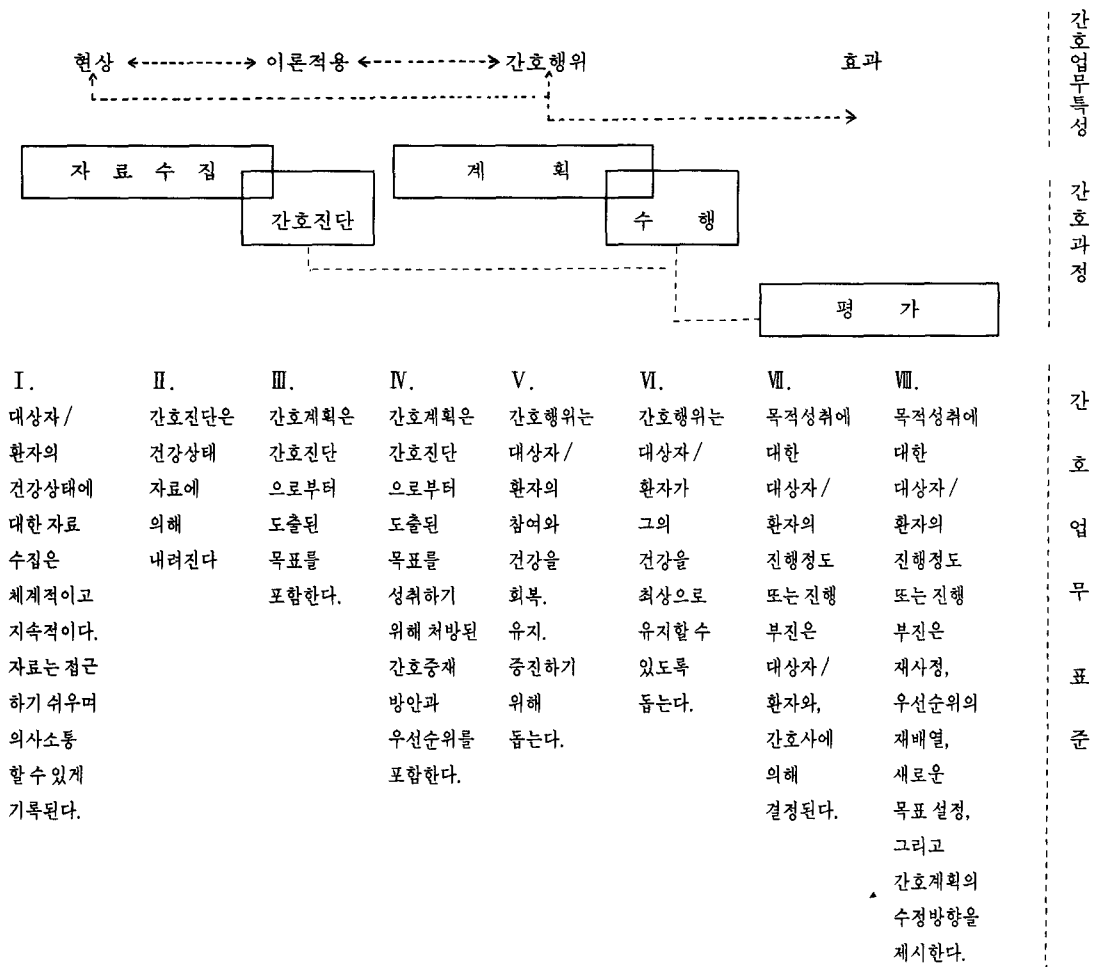 현상 이론적용 간호행위 효과
간호업무특성
자 료 수 집
계 획
간호진단
수 행
간호과정
평 가
Ⅰ.
대상자/
환자의
건강상태에
대한 자료
수집은
체계적이고
지속적이다.
자료는 접근
하기 쉬우며
의사소통
할 수 있게
기록된다.
Ⅱ.
간호진단은
건강상태
자료에
의해
내려진다
Ⅲ.
간호계획은
간호진단
으로부터
도출된
목표를
포함한다.
Ⅳ.
간호계획은
간호진단
으로부터
도출된
목표를
성취하기
위해 처방된
간호중재
방안과
우선순위를
포함한다.
Ⅴ.
간호행위는
대상자/
환자의
참여와
건강을
회복.
유지.
증진하기
위해
돕는다.
Ⅵ.
간호행위는
대상자/
환자가
그의
건강을
최상으로
유지할 수
있도록
돕는다.
Ⅶ.
목적성취에
대한
대상자/
환자의
진행정도
또는 진행
부진은
대상자/
환자와,
간호사에
의해
결정된다.
Ⅷ.
목적성취에
대한
대상자/
환자의
진행정도
또는 진행
부진은
재사정,
우선순위의
재배열,
새로운
목표 설정,
그리고
간호계획의
수정방향을
제시한다.
간호업무표준